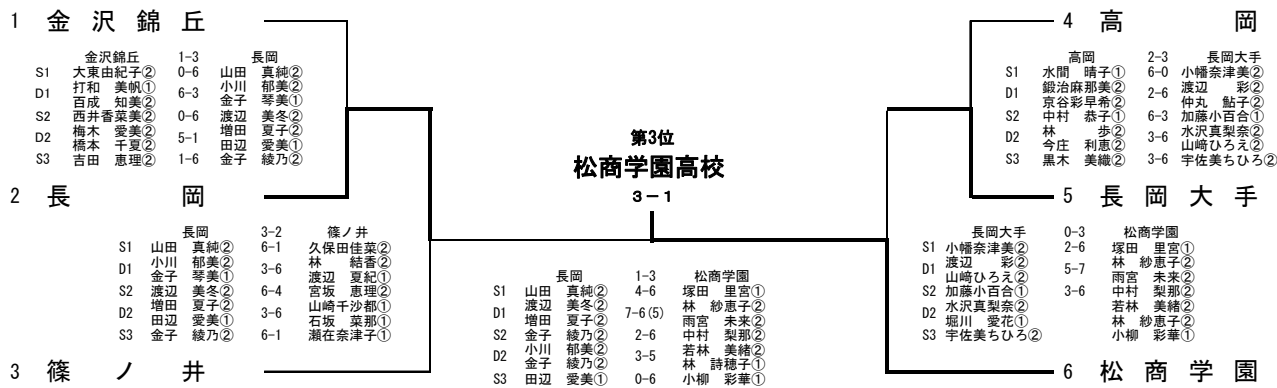 1 金沢錦丘
金沢錦丘 1-3 長岡
S1 大東由紀子② 0-6 山田 真純②
D1 打和 美帆① 6-3 小川 郁美②
百成 知美② 金子 琴美①
S2 西井香菜美② 0-6 渡辺 美冬②
D2 梅木 愛美② 5-1 増田 夏子②
橋本 千夏② 田辺 愛美①
S3 吉田 恵理② 1-6 金子 綾乃②
2 長岡
長岡 3-2 篠ノ井
S1 山田 真純② 6-1 久保田佳菜②
D1 小川 郁美② 3-6 林 結香②
金子 琴美① 渡辺 夏紀①
S2 渡辺 美冬② 6-4 宮坂 恵理②
D2 増田 夏子② 3-6 山崎千沙都①
田辺 愛美① 石坂 菜那①
S3 金子 綾乃② 6-1 瀬在奈津子①
3 篠ノ井
第3位
松商学園高校
3－1
長岡 1-3 松商学園
S1 山田 真純② 4-6 塚田 里宮①
D1 渡辺 美冬② 7-6(5) 林 紗恵子②
増田 夏子② 雨宮 未来②
S2 金子 綾乃② 2-6 中村 梨那②
D2 小川 郁美② 3-5 若林 美緒②
金子 綾乃② 林 詩穂子①
S3 田辺 愛美① 0-6 小柳 彩華①
4 高岡
高岡 2-3 長岡大手
S1 水間 晴子① 6-0 小幡奈津美②
D1 鍛治麻那美② 2-6 渡辺 彩②
京谷彩早希② 仲丸 鮎子②
S2 中村 恭子① 6-3 加藤小百合①
D2 林 歩② 3-6 水沢真梨奈②
今庄 利恵② 山﨑ひろえ②
S3 黒木 美織② 3-6 宇佐美ちひろ②
5 長岡大手
長岡大手 0-3 松商学園
S1 小幡奈津美② 2-6 塚田 里宮①
D1 渡辺 彩② 5-7 林 紗恵子②
山﨑ひろえ② 雨宮 未来②
S2 加藤小百合① 3-6 中村 梨那②
D2 水沢真梨奈② 若林 美緒②
堀川 愛花① 林 紗恵子②
S3 宇佐美ちひろ② 小柳 彩華①
6 松商学園